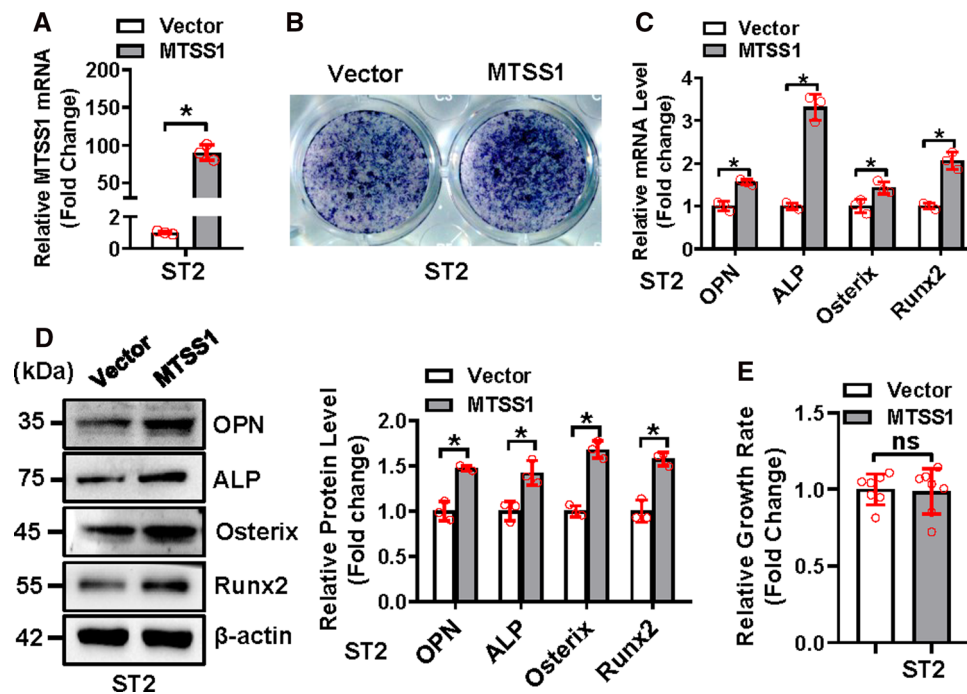 A
Vector
MTSS1
Relative MTSS1 mRNA
(Fold Change)
200
150
100
50
2
0
*
ST2
B
Vector
MTSS1
ST2
C
Vector
MTSS1
Relative mRNA Level
(Fold change)
4
2
0
*
*
*
*
ST2
OPN
ALP
Osterix
Runx2
D
(kDa)
Vector
MTSS1
35
OPN
75
ALP
45
Osterix
55
Runx2
42
β-actin
ST2
Vector
MTSS1
Relative Protein Level
(Fold change)
2.0
1.5
1.0
0.5
0.0
*
*
*
*
ST2
OPN
ALP
Osterix
Runx2
E
Vector
MTSS1
Relative Growth Rate
(Fold Change)
1.5
1.0
0.5
0.0
ns
ST2